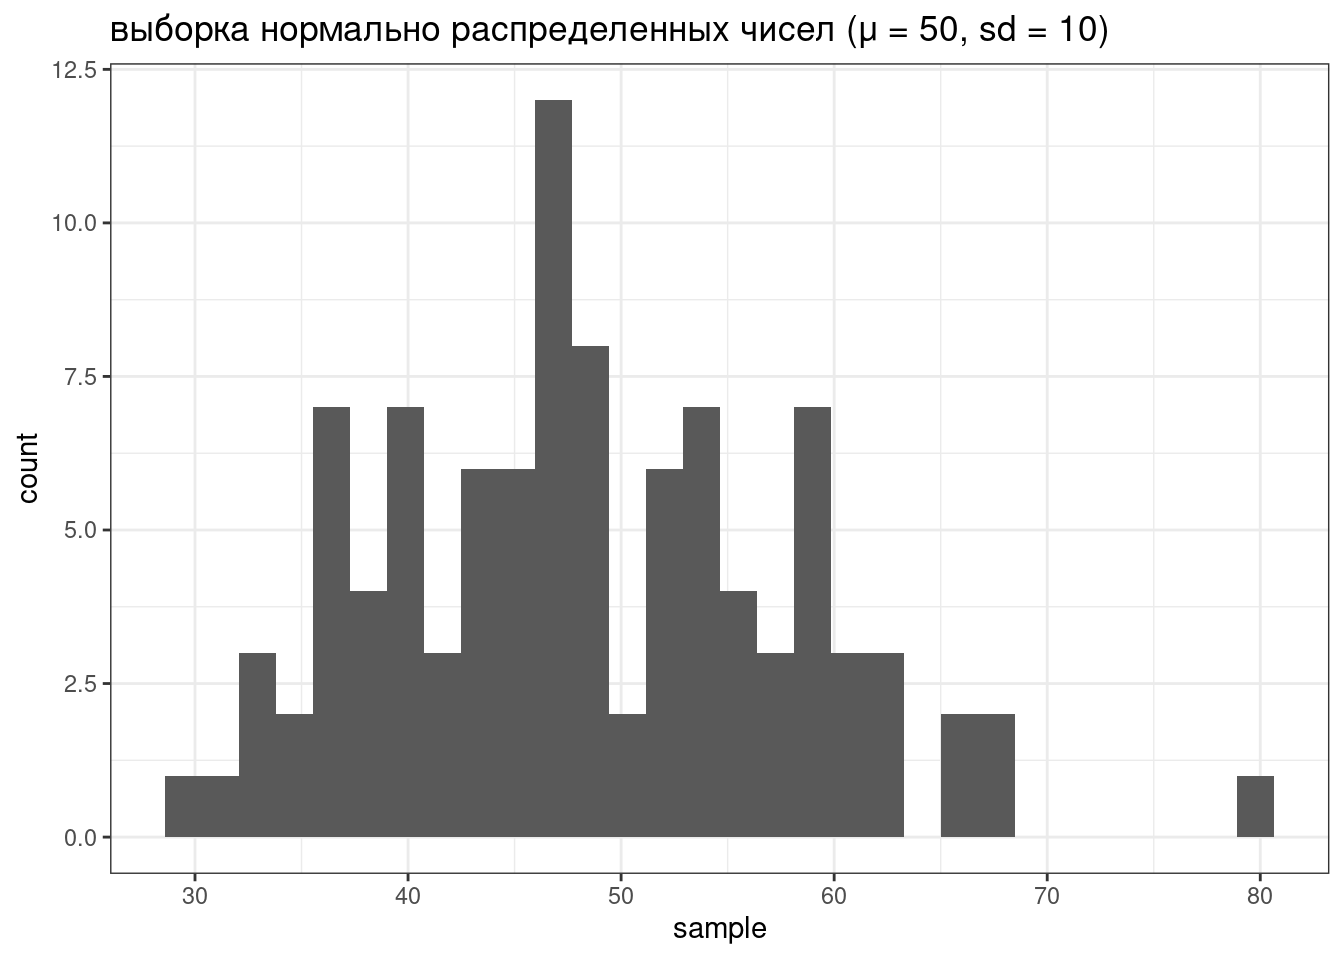 выборка нормально распределенных чисел (μ = 50, sd = 10)
12.5
10.0
7.5
5.0
2.5
0.0
count
30 40 50 60 70 80
sample